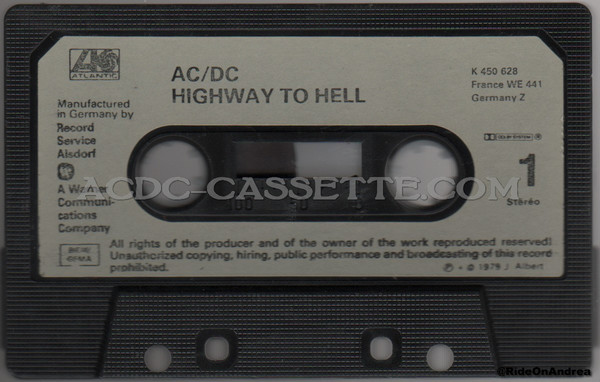 ATLANTIC
AC/DC
HIGHWAY TO HELL
K 450 628
France WE 441
Germany Z
Manufactured
in Germany by
Record
Service
Alsdorf
A Warner
Communi-
cations
Company
DOLBY SYSTEM
1
Stéréo
ACDC-CASSETTE.COM
BIEM
GEMA
All rights of the producer and of the owner of the work reproduced reserved!
Unauthorized copying, hiring, public performance and broadcasting of this record
prohibited.
℗ · © 1979 J Albert
@RideOnAndrea